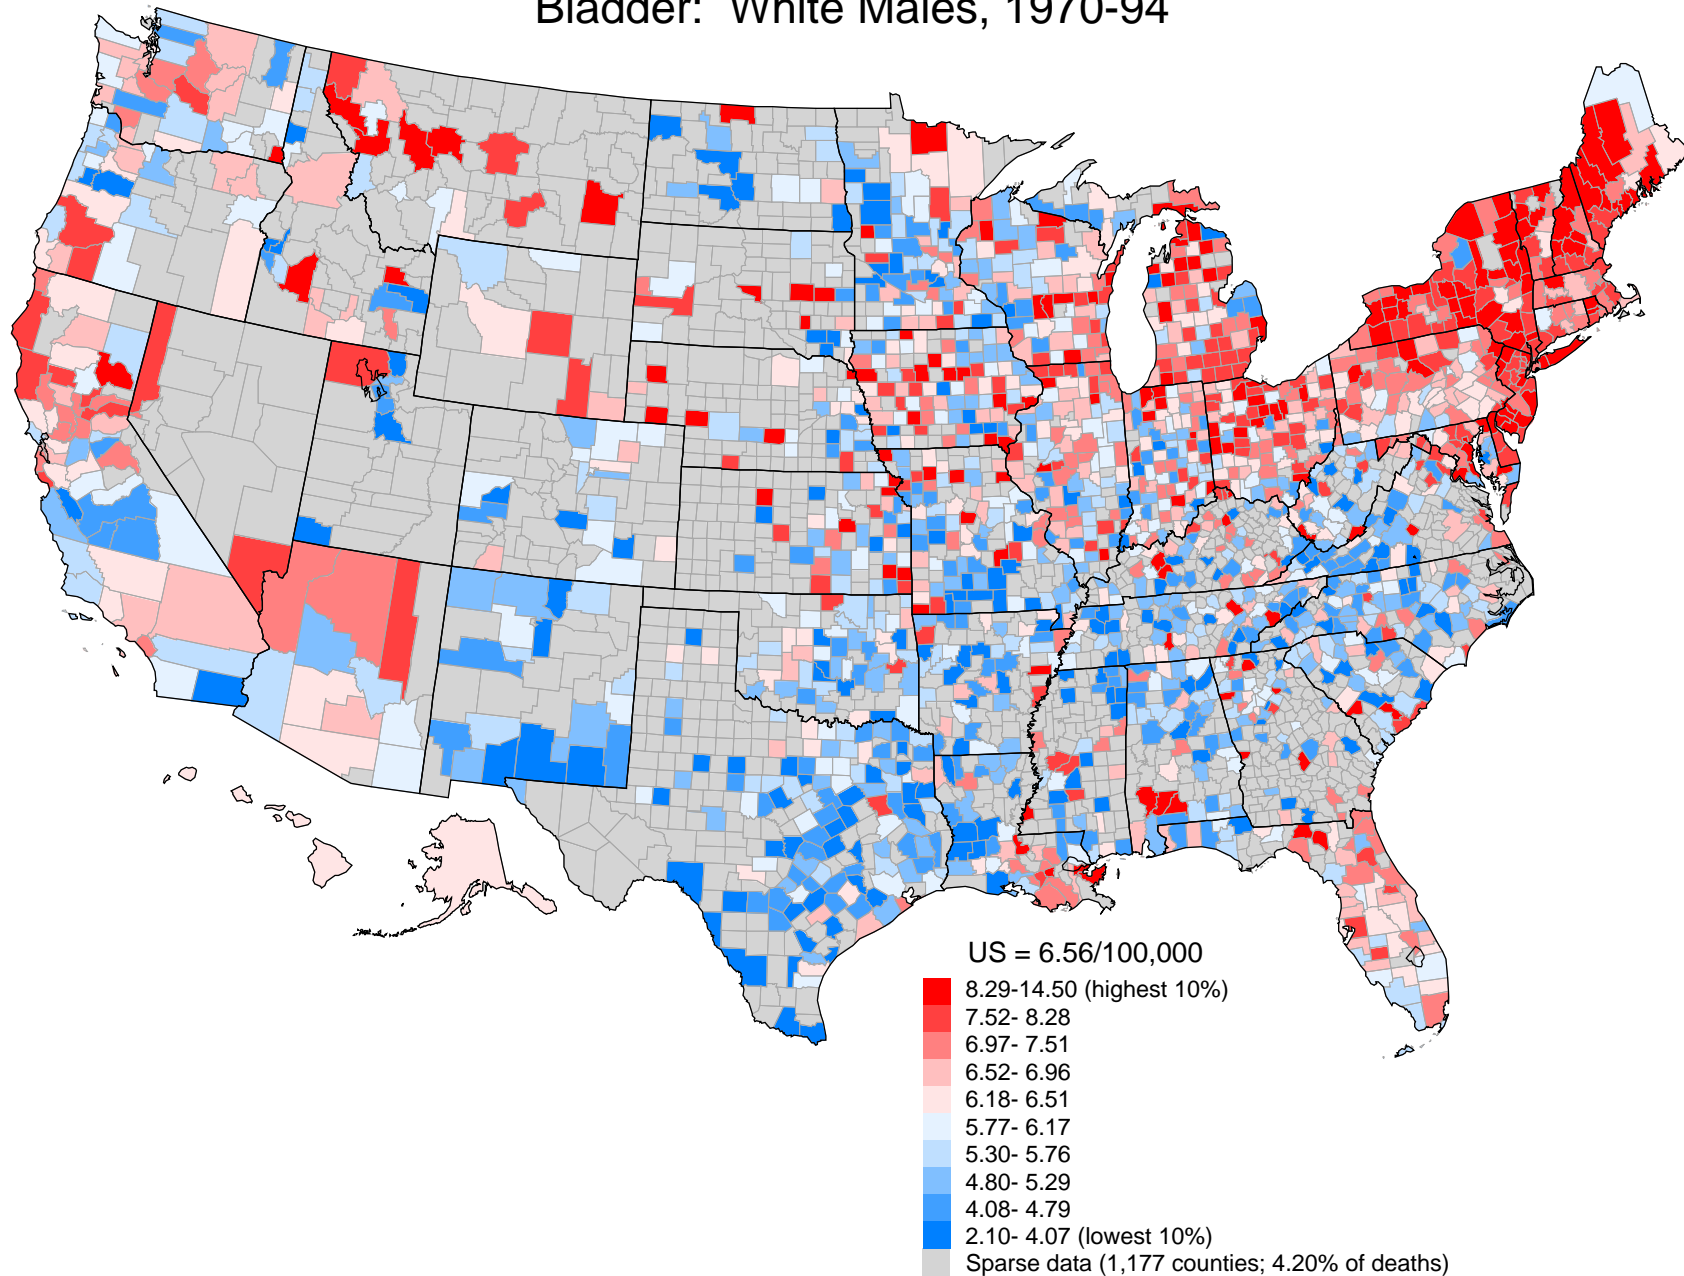 Bladder: White Males, 1970-94
US = 6.56/100,000
8.29-14.50 (highest 10%)
7.52- 8.28
6.97- 7.51
6.52- 6.96
6.18- 6.51
5.77- 6.17
5.30- 5.76
4.80- 5.29
4.08- 4.79
2.10- 4.07 (lowest 10%)
Sparse data (1,177 counties; 4.20% of deaths)